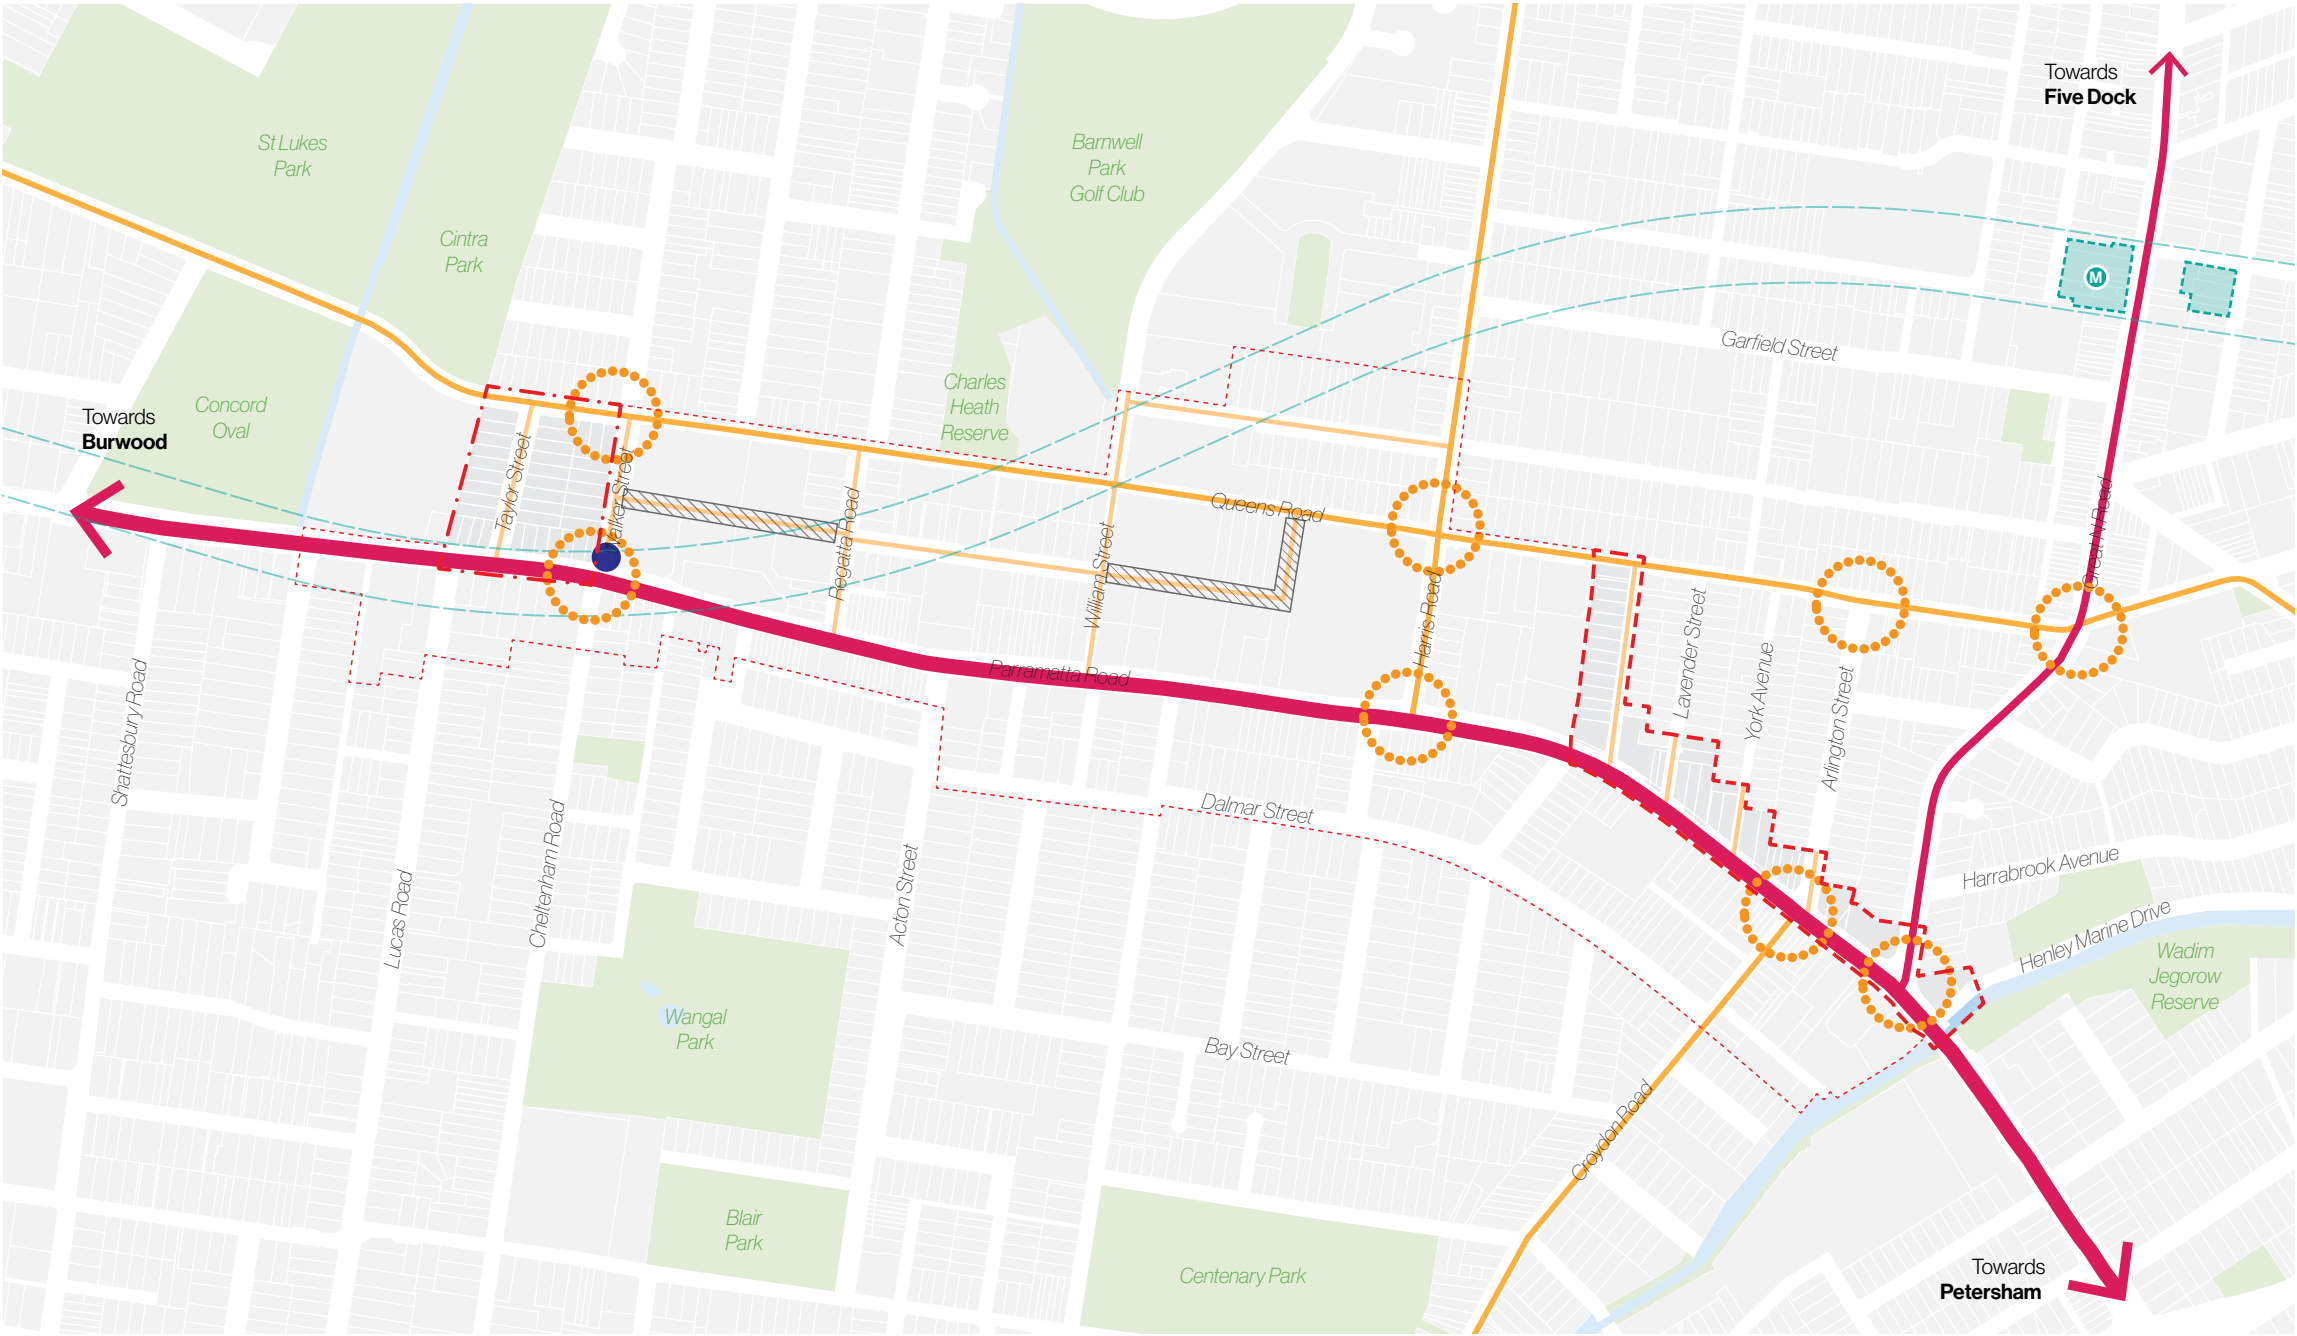 Towards
Five Dock
St Lukes
Park
Barnwell
Park
Golf Club
Cintra
Park
M
Garfield Street
Charles
Heath
Reserve
Concord
Oval
Towards
Burwood
Taylor Street
Walker Street
Regatta Road
Queens Road
William Street
Harris Road
Great N Road
Lavender Street
York Avenue
Arlington Street
Parramatta Road
Shattesbury Road
Dalmar Street
Cheltenham Road
Lucas Road
Acton Street
Harrabrook Avenue
Henley Marine Drive
Wadim
Jegorow
Reserve
Wangal
Park
Bay Street
Croydon Road
Blair
Park
Centenary Park
Towards
Petersham